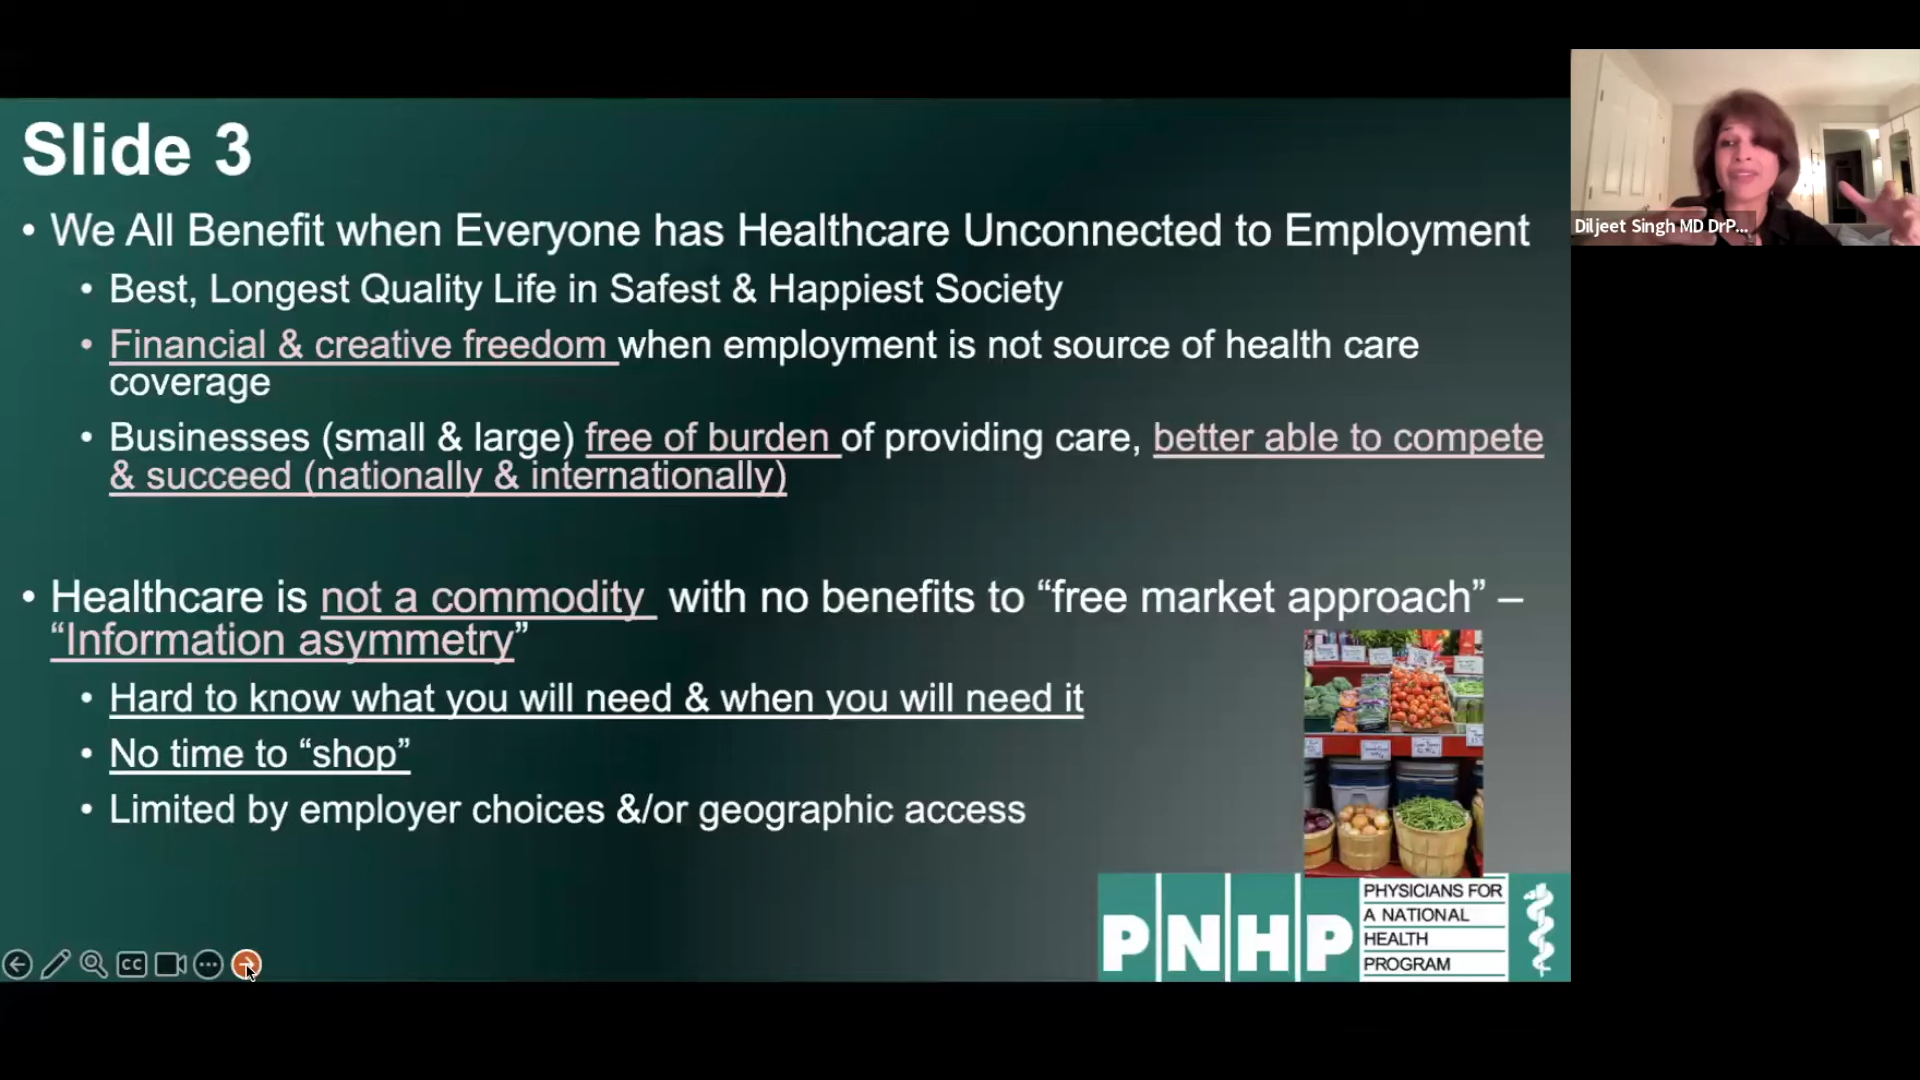 Slide 3
• We All Benefit when Everyone has Healthcare Unconnected to Employment
• Best, Longest Quality Life in Safest & Happiest Society
• Financial & creative freedom when employment is not source of health care
coverage
• Businesses (small & large) free of burden of providing care, better able to compete
& succeed (nationally & internationally)
• Healthcare is not a commodity with no benefits to “free market approach” –
“Information asymmetry”
• Hard to know what you will need & when you will need it
• No time to “shop”
• Limited by employer choices &/or geographic access
PNHP
PHYSICIANS FOR
A NATIONAL
HEALTH
PROGRAM
CC
Diljeet Singh MD DrP...